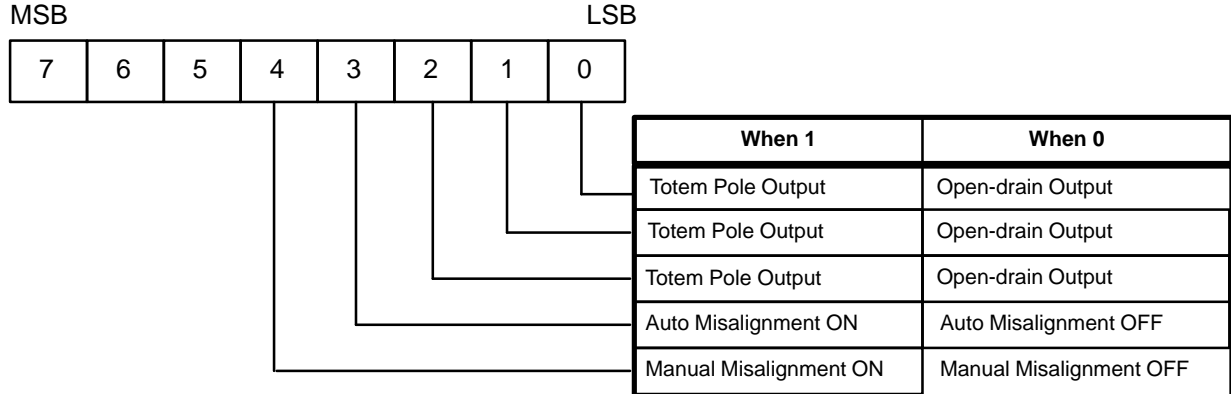 MSB LSB
7 6 5 4 3 2 1 0
When 1 When 0
Totem Pole Output Open-drain Output
Totem Pole Output Open-drain Output
Totem Pole Output Open-drain Output
Auto Misalignment ON Auto Misalignment OFF
Manual Misalignment ON Manual Misalignment OFF